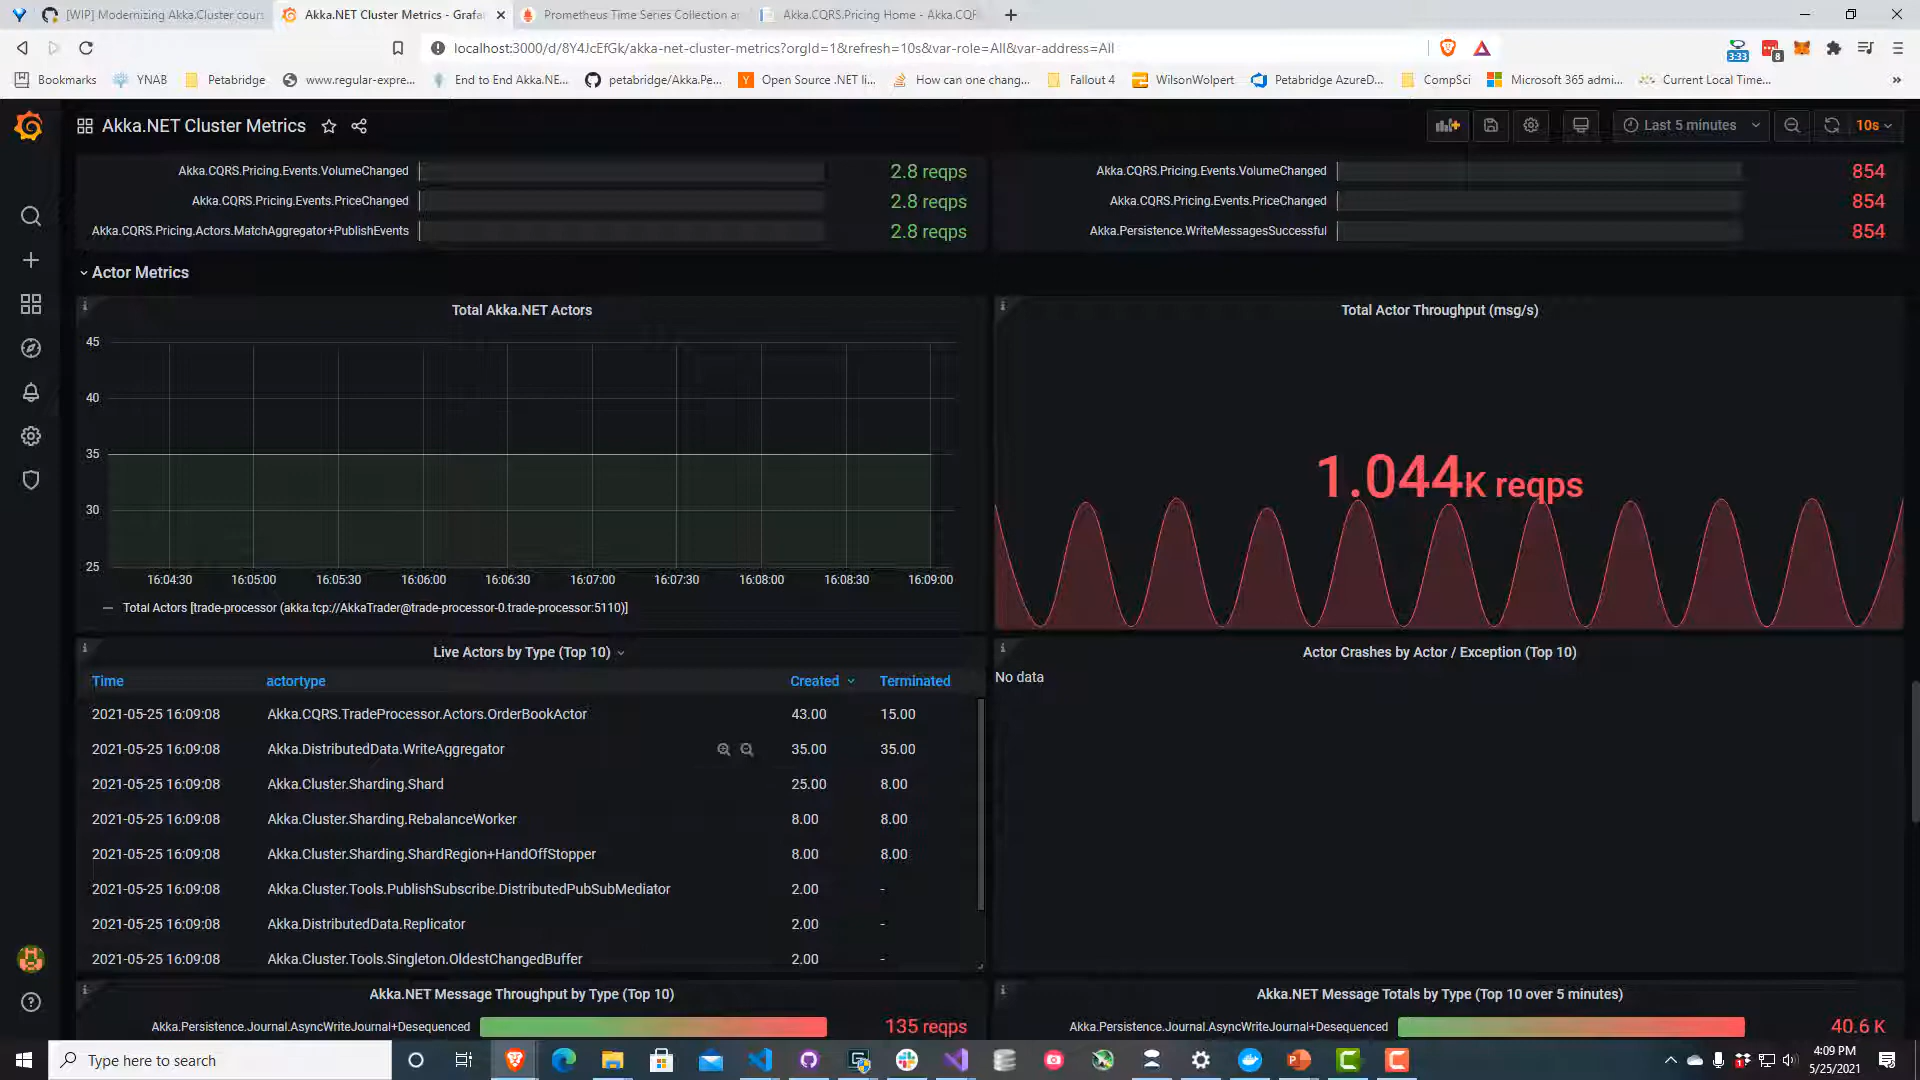 [WIP] Modernizing Akka.Cluster cour
Akka.NET Cluster Metrics - Grafa
Prometheus Time Series Collection a
Akka.CQRS.Pricing Home - Akka.CQR
localhost:3000/d/8Y4JcEfGk/akka-net-cluster-metrics?orgId=1&refresh=10s&var-role=All&var-address=All
3:33
8
Bookmarks
YNAB
Petabridge
www.regular-expre...
End to End Akka.NE...
petabridge/Akka.Pe...
Open Source .NET li...
How can one chang...
Fallout 4
WilsonWolpert
Petabridge AzureD...
CompSci
Microsoft 365 admi...
Current Local Time...
Akka.NET Cluster Metrics
Last 5 minutes
10s
Akka.CQRS.Pricing.Events.VolumeChanged 2.8 reqps
Akka.CQRS.Pricing.Events.PriceChanged 2.8 reqps
Akka.CQRS.Pricing.Actors.MatchAggregator+PublishEvents 2.8 reqps
Akka.CQRS.Pricing.Events.VolumeChanged 854
Akka.CQRS.Pricing.Events.PriceChanged 854
Akka.Persistence.WriteMessagesSuccessful 854
Actor Metrics
Total Akka.NET Actors
45
40
35
30
25
16:04:30 16:05:00 16:05:30 16:06:00 16:06:30 16:07:00 16:07:30 16:08:00 16:08:30 16:09:00
Total Actors [trade-processor (akka.tcp://AkkaTrader@trade-processor-0.trade-processor:5110)]
Total Actor Throughput (msg/s)
1.044K reqps
Live Actors by Type (Top 10)
Time actortype Created Terminated
2021-05-25 16:09:08 Akka.CQRS.TradeProcessor.Actors.OrderBookActor 43.00 15.00
2021-05-25 16:09:08 Akka.DistributedData.WriteAggregator 35.00 35.00
2021-05-25 16:09:08 Akka.Cluster.Sharding.Shard 25.00 8.00
2021-05-25 16:09:08 Akka.Cluster.Sharding.RebalanceWorker 8.00 8.00
2021-05-25 16:09:08 Akka.Cluster.Sharding.ShardRegion+HandOffStopper 8.00 8.00
2021-05-25 16:09:08 Akka.Cluster.Tools.PublishSubscribe.DistributedPubSubMediator 2.00 -
2021-05-25 16:09:08 Akka.DistributedData.Replicator 2.00 -
2021-05-25 16:09:08 Akka.Cluster.Tools.Singleton.OldestChangedBuffer 2.00 -
Actor Crashes by Actor / Exception (Top 10)
No data
Akka.NET Message Throughput by Type (Top 10)
Akka.Persistence.Journal.AsyncWriteJournal+Desequenced 135 reqps
Akka.NET Message Totals by Type (Top 10 over 5 minutes)
Akka.Persistence.Journal.AsyncWriteJournal+Desequenced 40.6 K
Type here to search
4:09 PM
5/25/2021